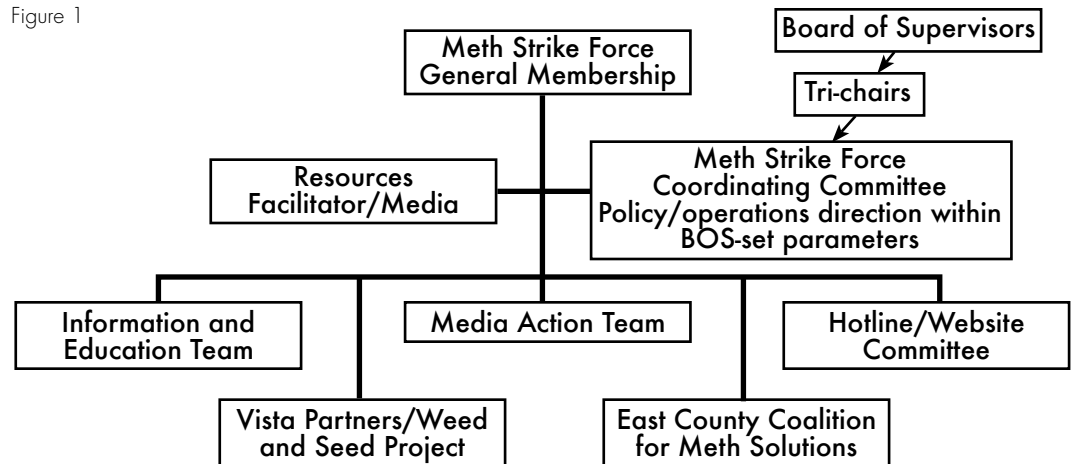 Figure 1
Meth Strike Force
General Membership
Board of Supervisors
Tri-chairs
Resources
Facilitator/Media
Meth Strike Force
Coordinating Committee
Policy/operations direction within
BOS-set parameters
Information and
Education Team
Media Action Team
Hotline/Website
Committee
Vista Partners/Weed
and Seed Project
East County Coalition
for Meth Solutions